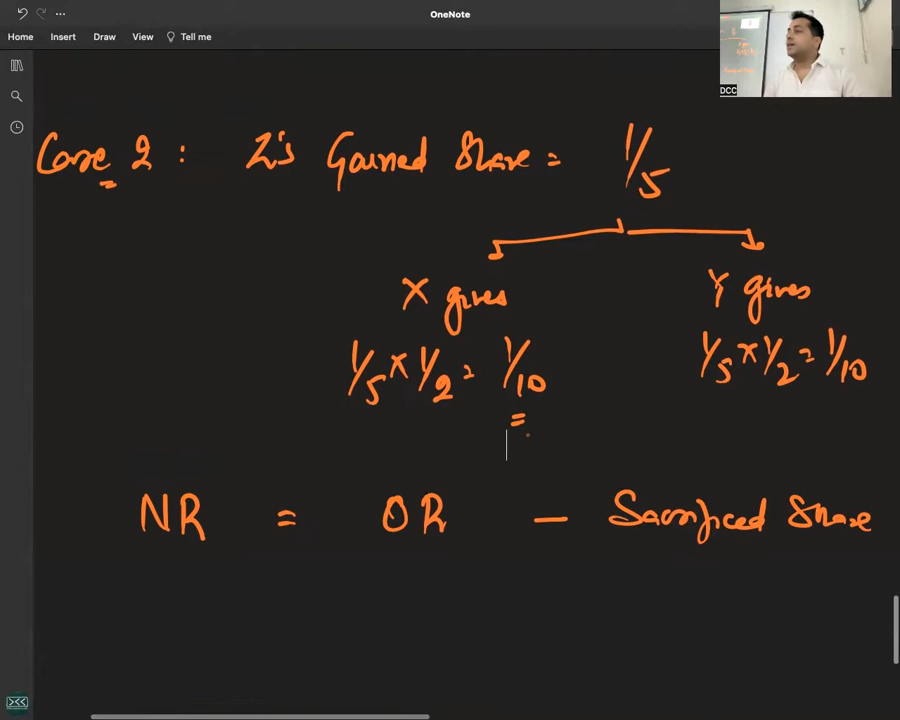 OneNote
Home Insert Draw View Tell me
DCC
Case 2 : Z's Gained Share = 1/5
X gives Y gives
1/5 x 1/2 = 1/10 1/5 x 1/2 = 1/10
=
NR = OR - Sacrificed Share